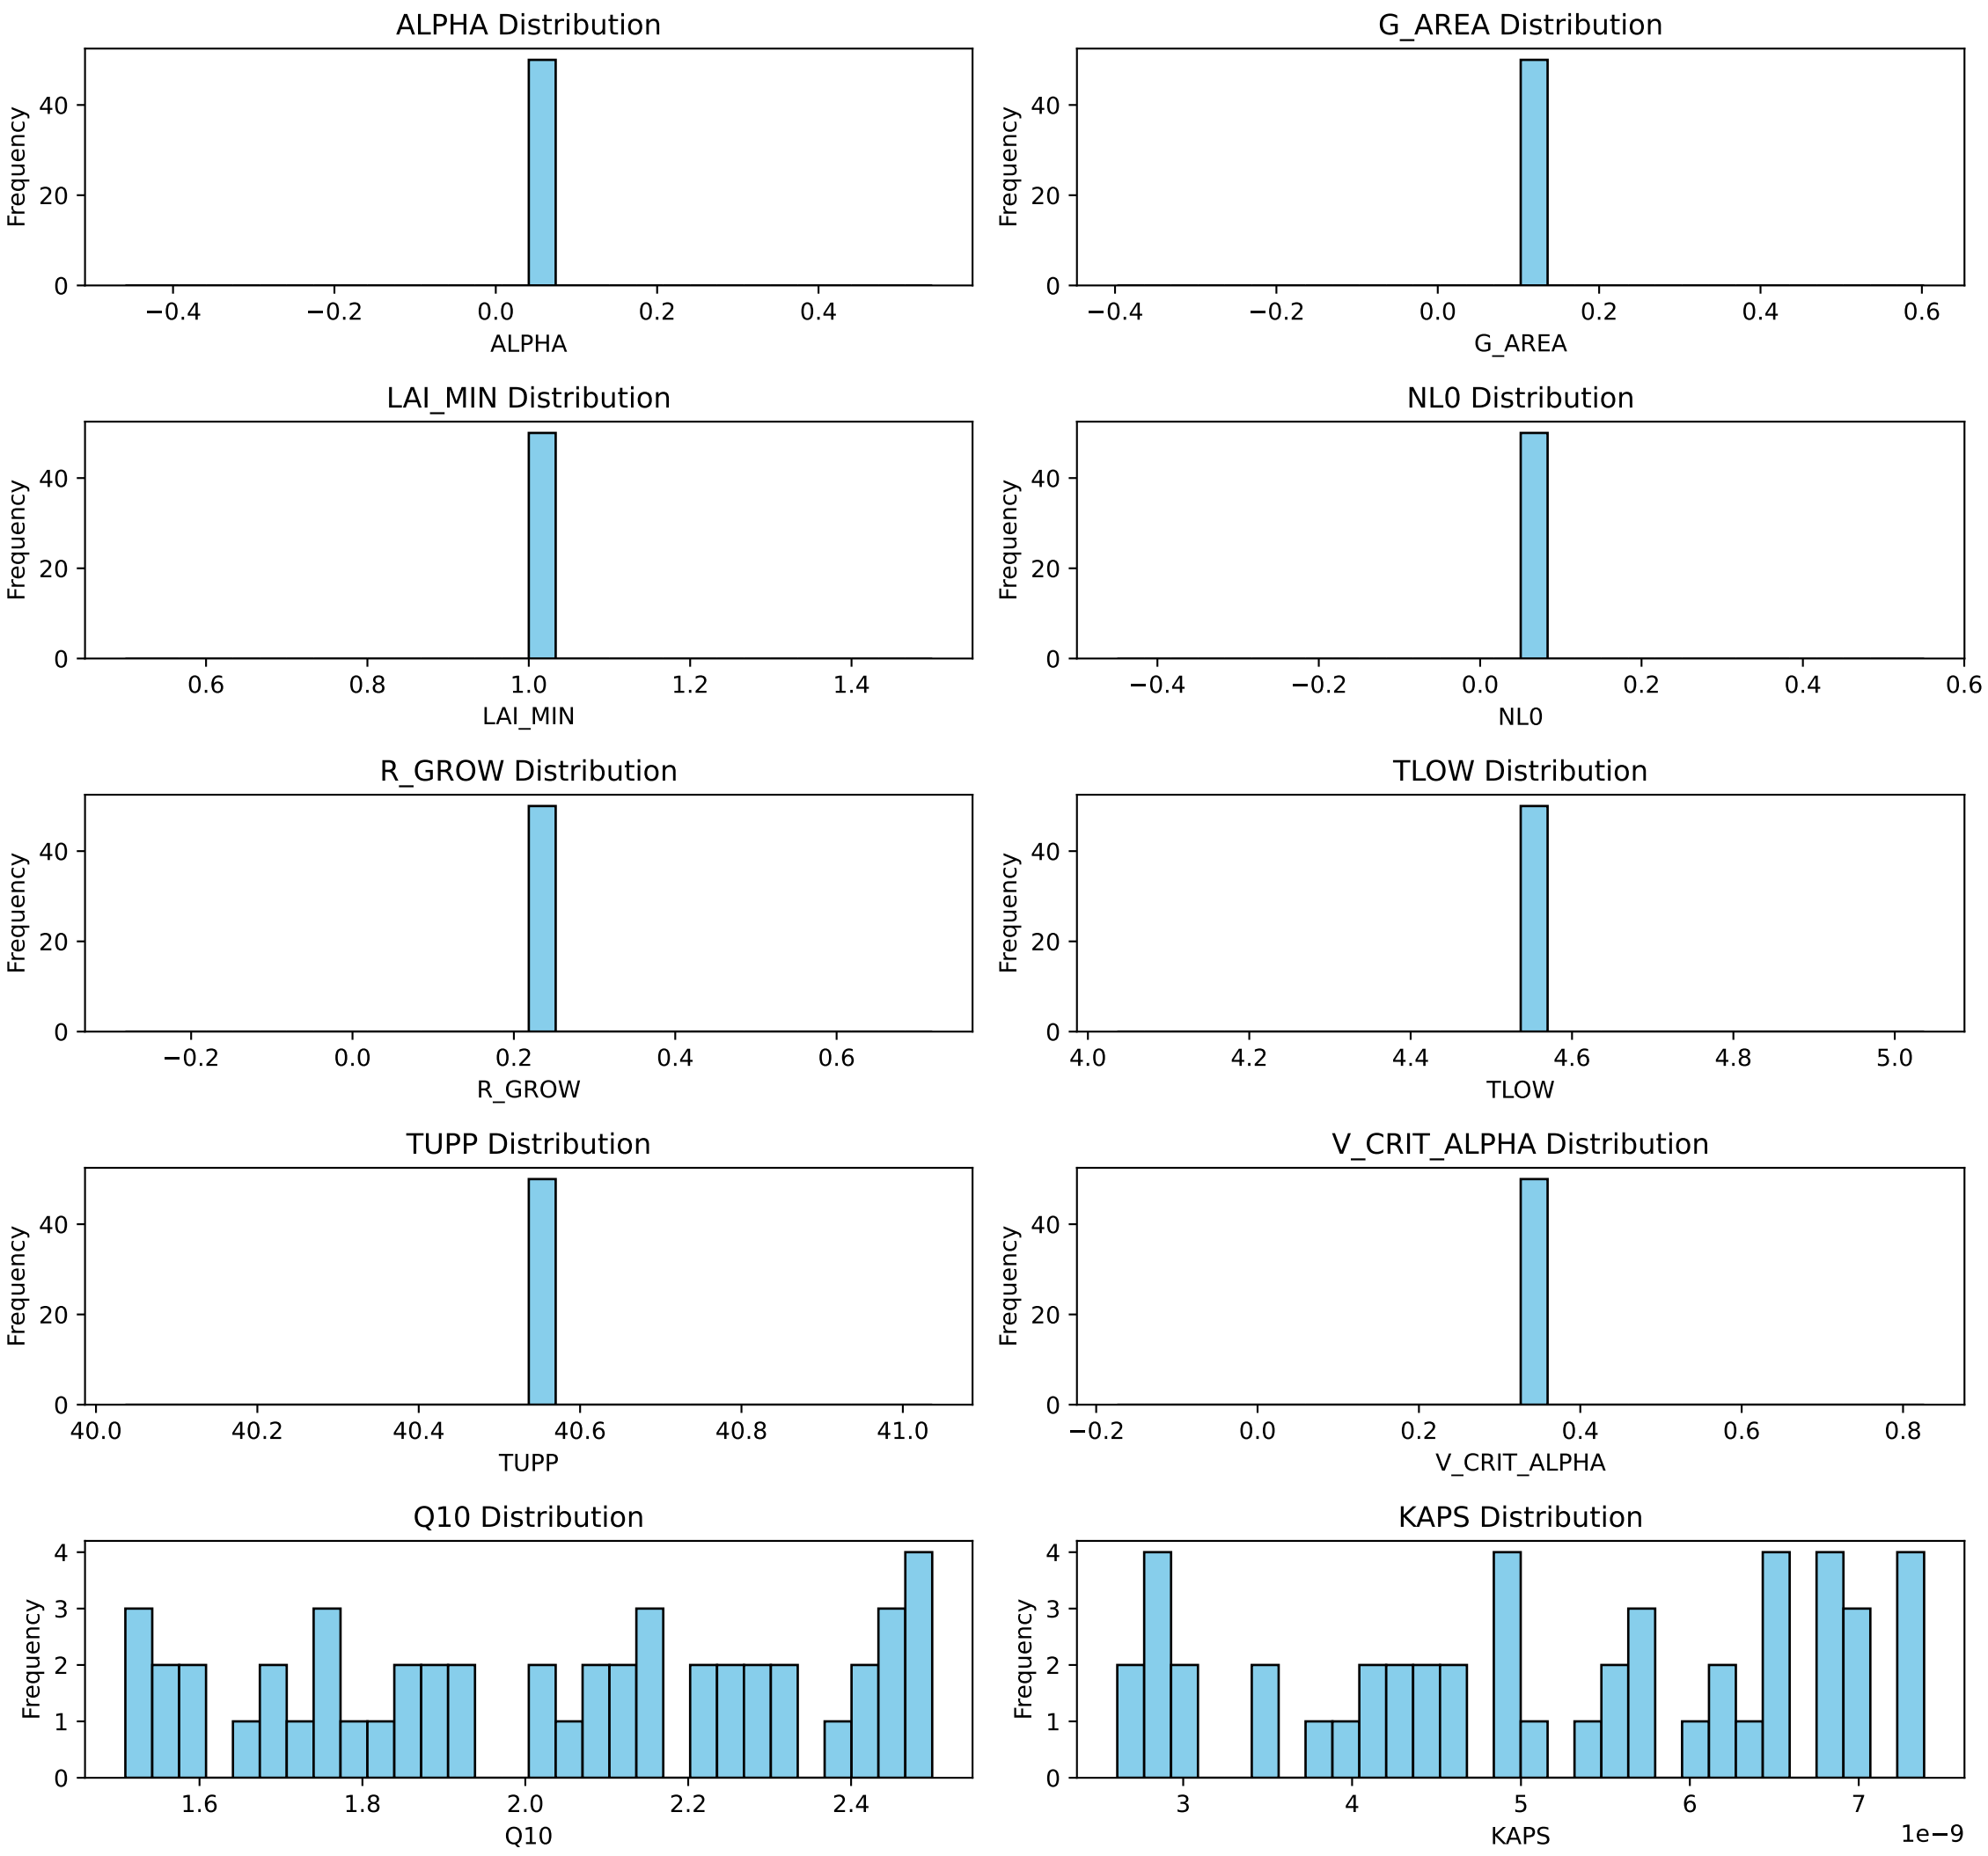 ALPHA Distribution
Frequency
40
20
0
−0.4 −0.2 0.0 0.2 0.4
ALPHA
G_AREA Distribution
Frequency
40
20
0
−0.4 −0.2 0.0 0.2 0.4 0.6
G_AREA
LAI_MIN Distribution
Frequency
40
20
0
0.6 0.8 1.0 1.2 1.4
LAI_MIN
NL0 Distribution
Frequency
40
20
0
−0.4 −0.2 0.0 0.2 0.4 0.6
NL0
R_GROW Distribution
Frequency
40
20
0
−0.2 0.0 0.2 0.4 0.6
R_GROW
TLOW Distribution
Frequency
40
20
0
4.0 4.2 4.4 4.6 4.8 5.0
TLOW
TUPP Distribution
Frequency
40
20
0
40.0 40.2 40.4 40.6 40.8 41.0
TUPP
V_CRIT_ALPHA Distribution
Frequency
40
20
0
−0.2 0.0 0.2 0.4 0.6 0.8
V_CRIT_ALPHA
Q10 Distribution
Frequency
4
3
2
1
0
1.6 1.8 2.0 2.2 2.4
Q10
KAPS Distribution
Frequency
4
3
2
1
0
3 4 5 6 7
KAPS
1e−9